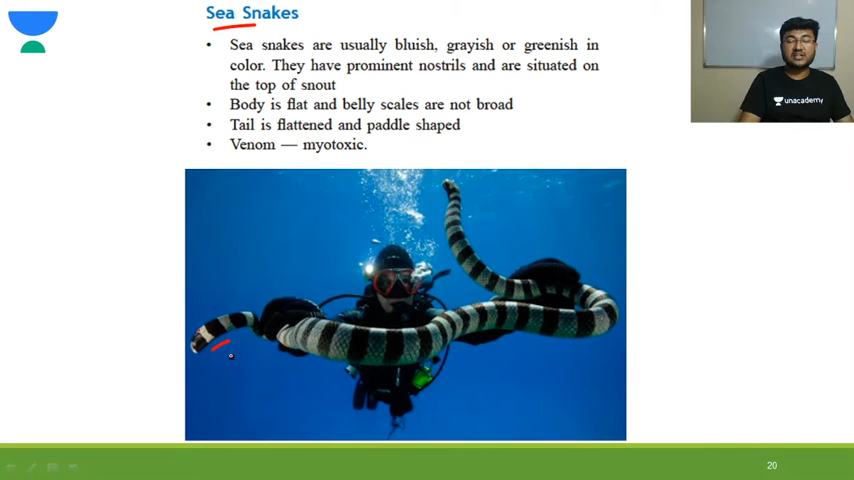 Sea Snakes
• Sea snakes are usually bluish, grayish or greenish in
color. They have prominent nostrils and are situated on
the top of snout
• Body is flat and belly scales are not broad
• Tail is flattened and paddle shaped
• Venom — myotoxic.
unacademy
20